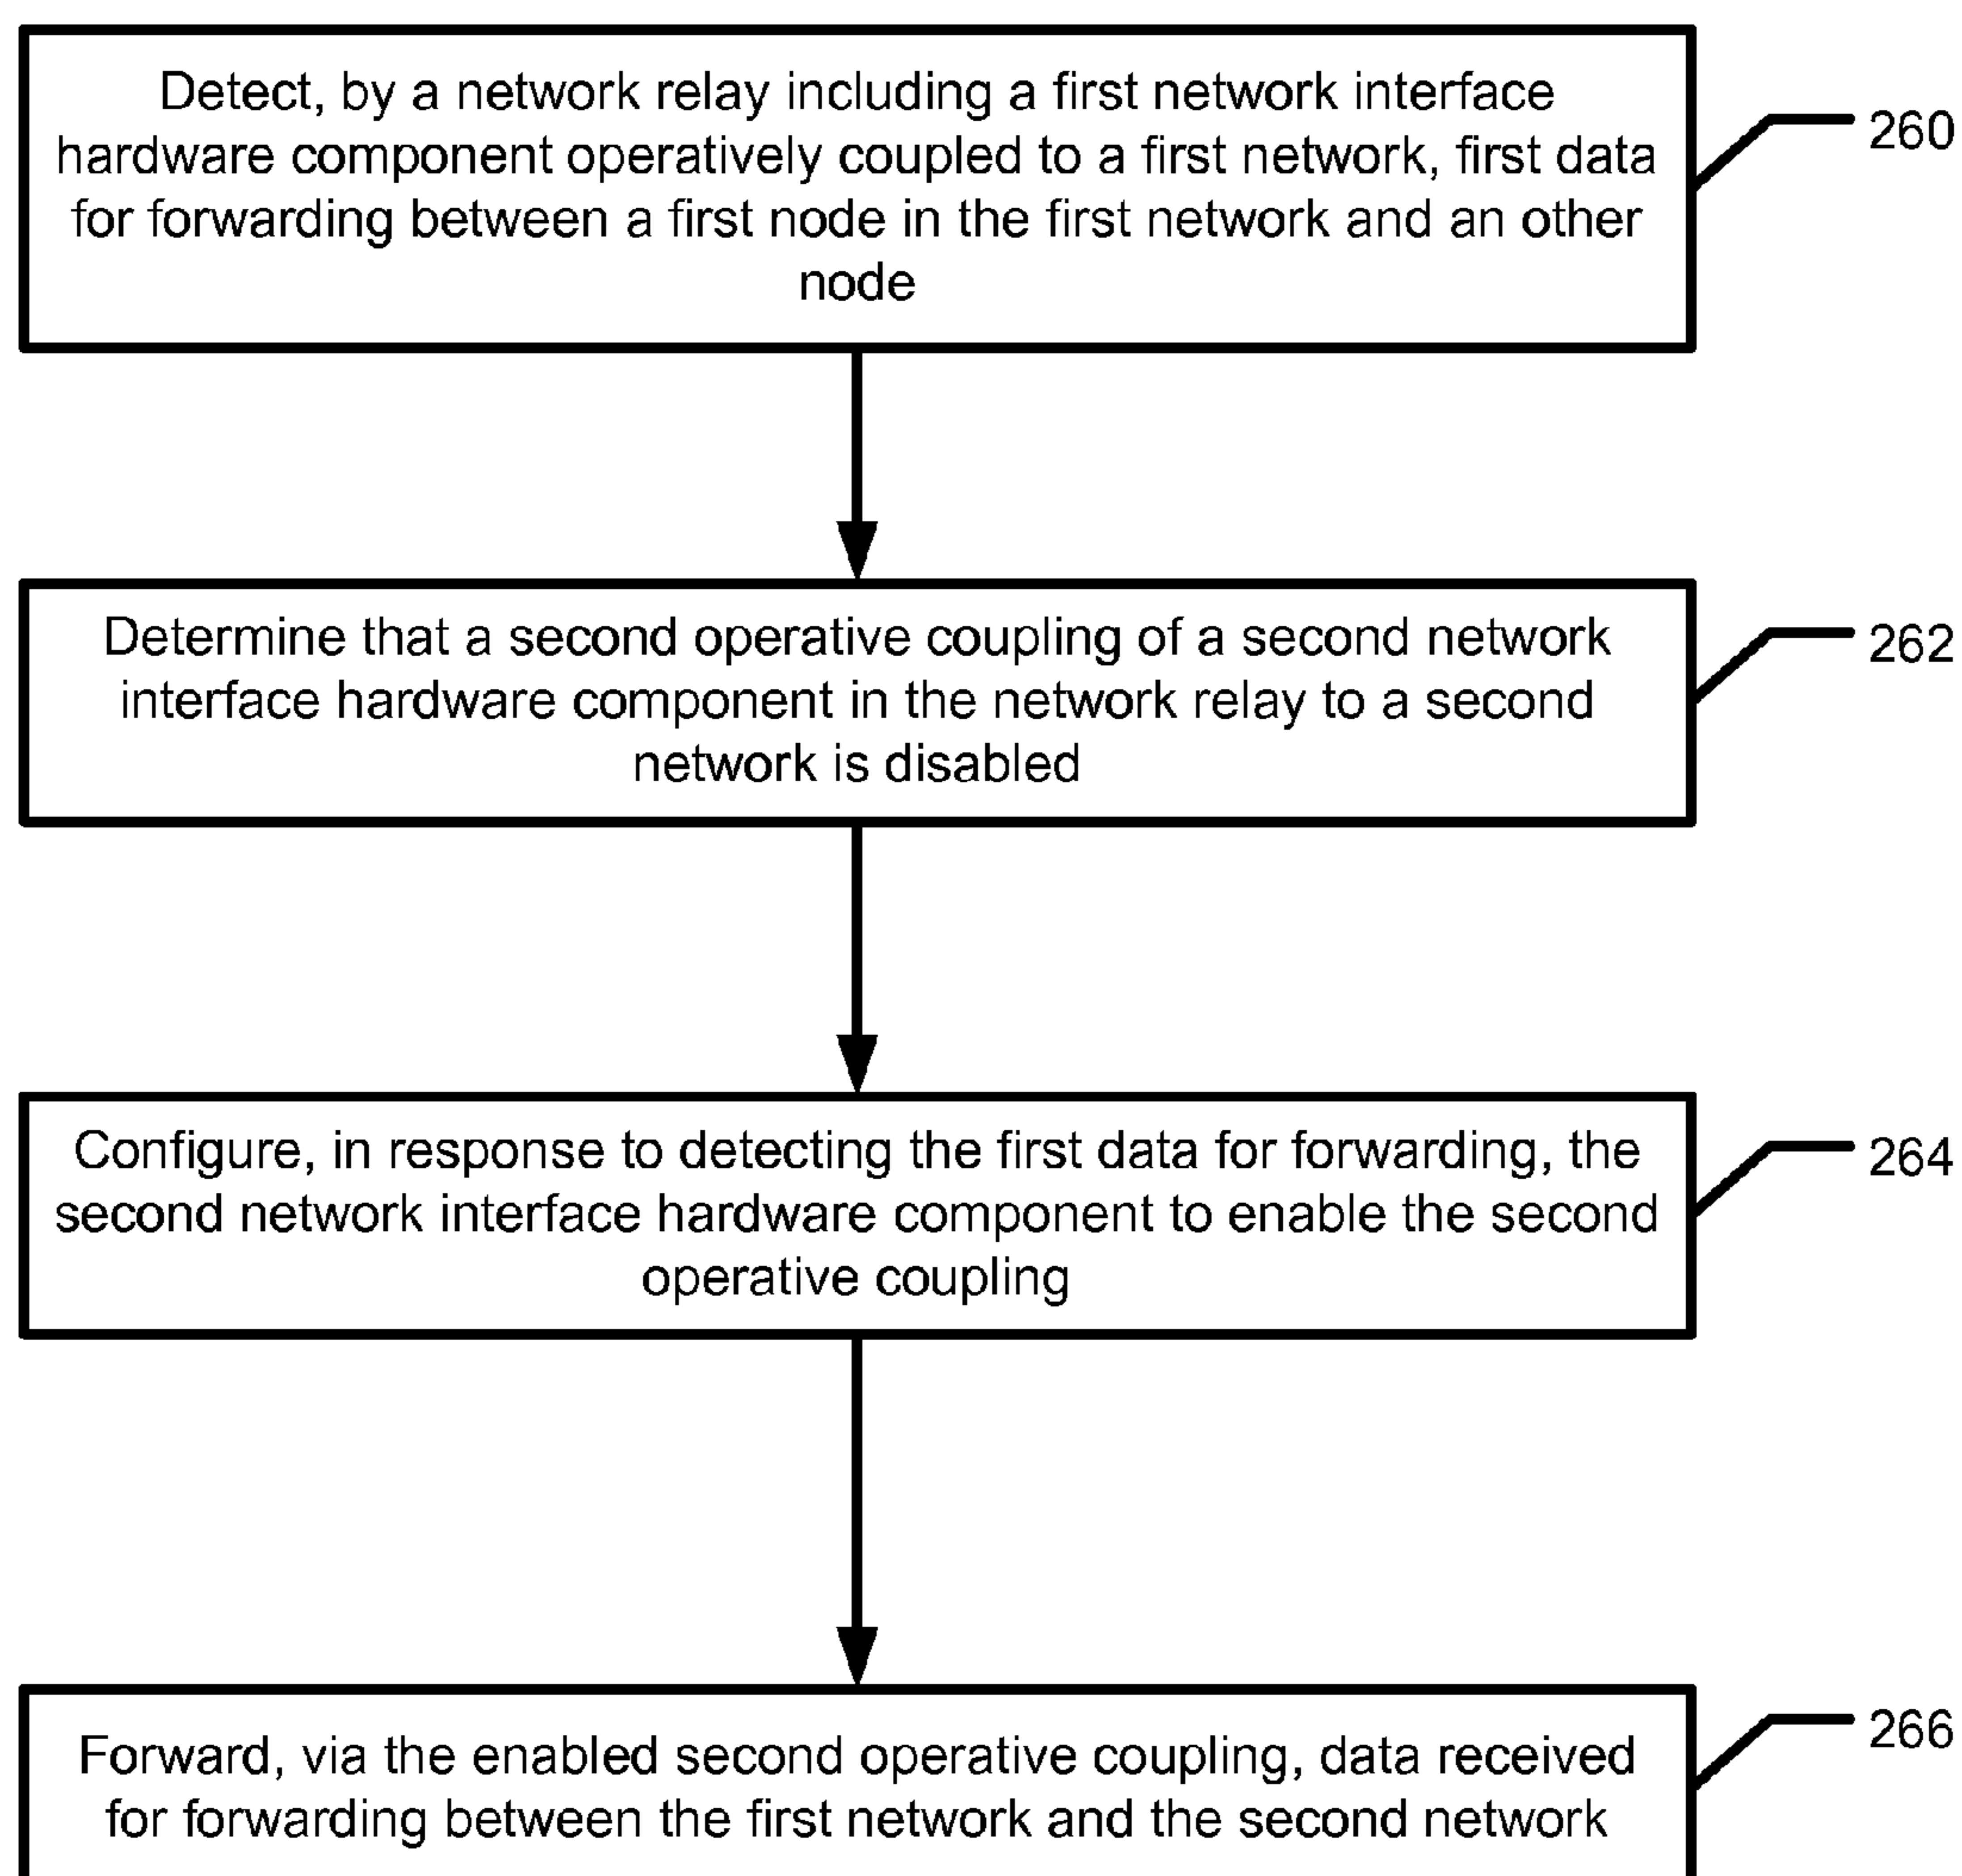 Detect, by a network relay including a first network interface
hardware component operatively coupled to a first network, first data
for forwarding between a first node in the first network and an other
node
260
Determine that a second operative coupling of a second network
interface hardware component in the network relay to a second
network is disabled
262
Configure, in response to detecting the first data for forwarding, the
second network interface hardware component to enable the second
operative coupling
264
Forward, via the enabled second operative coupling, data received
for forwarding between the first network and the second network
266